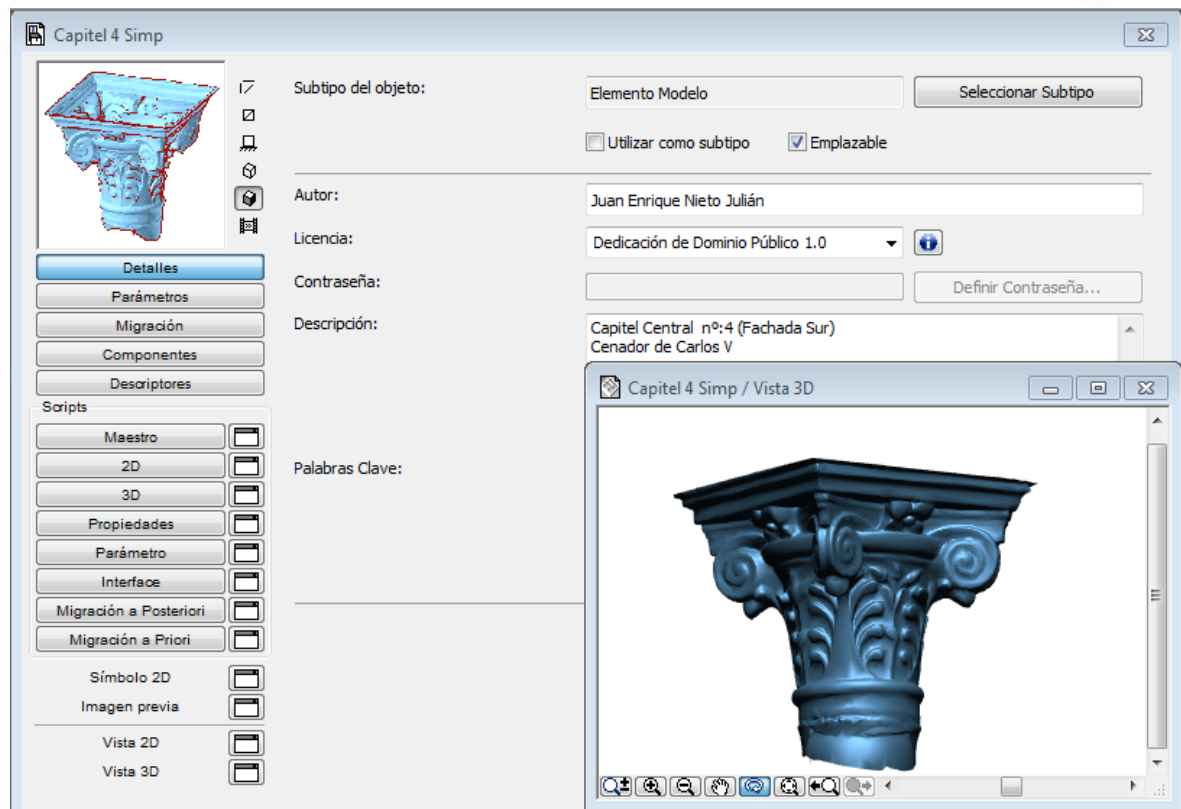 Capitel 4 Simp
Subtipo del objeto:
Elemento Modelo
Seleccionar Subtipo
Utilizar como subtipo
Emplazable
Autor:
Juan Enrique Nieto Julián
Licencia:
Dedicación de Dominio Público 1.0
Contraseña:
Definir Contraseña...
Descripción:
Capitel Central nº:4 (Fachada Sur)
Cenador de Carlos V
Palabras Clave:
Detalles
Parámetros
Migración
Componentes
Descriptores
Scripts
Maestro
2D
3D
Propiedades
Parámetro
Interface
Migración a Posteriori
Migración a Priori
Símbolo 2D
Imagen previa
Vista 2D
Vista 3D
Capitel 4 Simp / Vista 3D